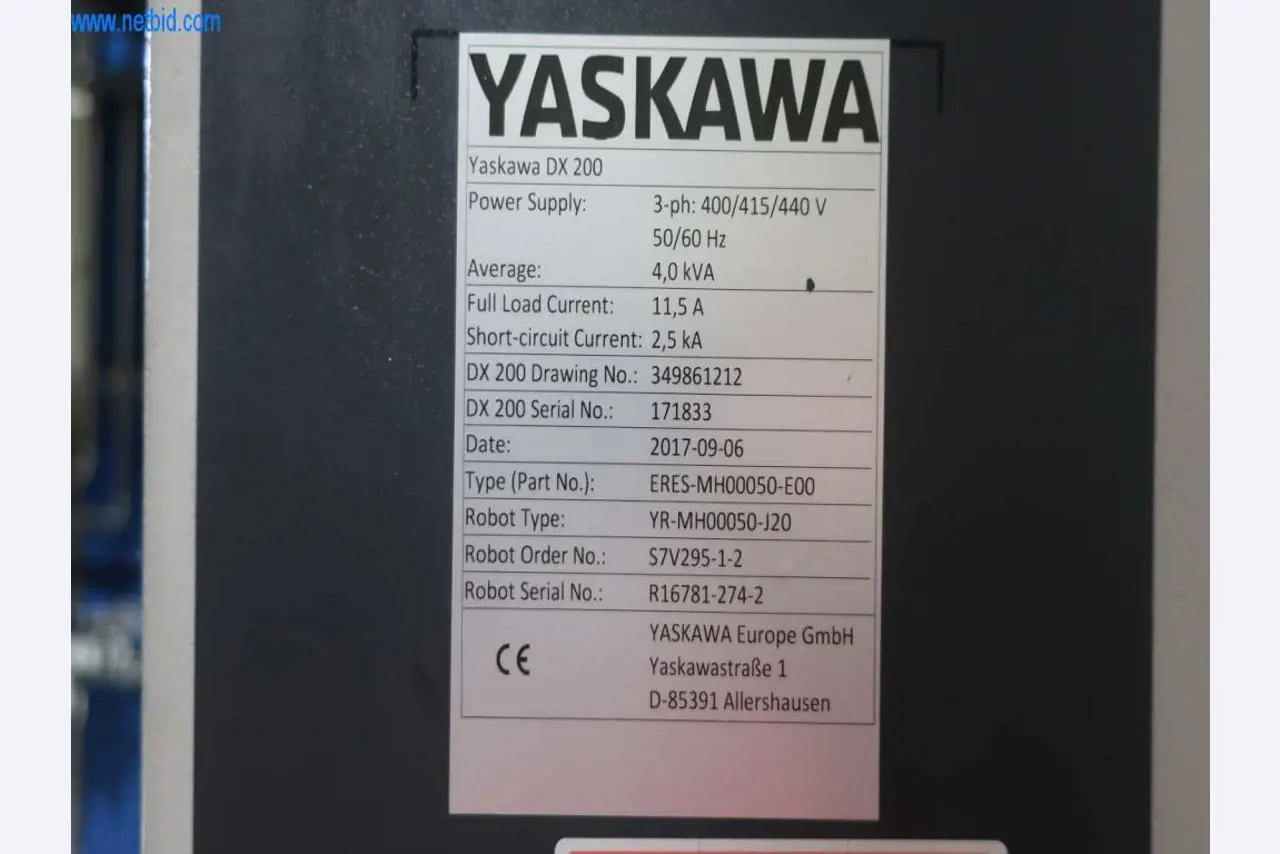 www.netbid.com
YASKAWA
Yaskawa DX 200
Power Supply: 3-ph: 400/415/440 V
50/60 Hz
Average: 4,0 kVA
Full Load Current: 11,5 A
Short-circuit Current: 2,5 kA
DX 200 Drawing No.: 349861212
DX 200 Serial No.: 171833
Date: 2017-09-06
Type (Part No.): ERES-MH00050-E00
Robot Type: YR-MH00050-J20
Robot Order No.: S7V295-1-2
Robot Serial No.: R16781-274-2
YASKAWA Europe GmbH
CE Yaskawastraße 1
D-85391 Allershausen